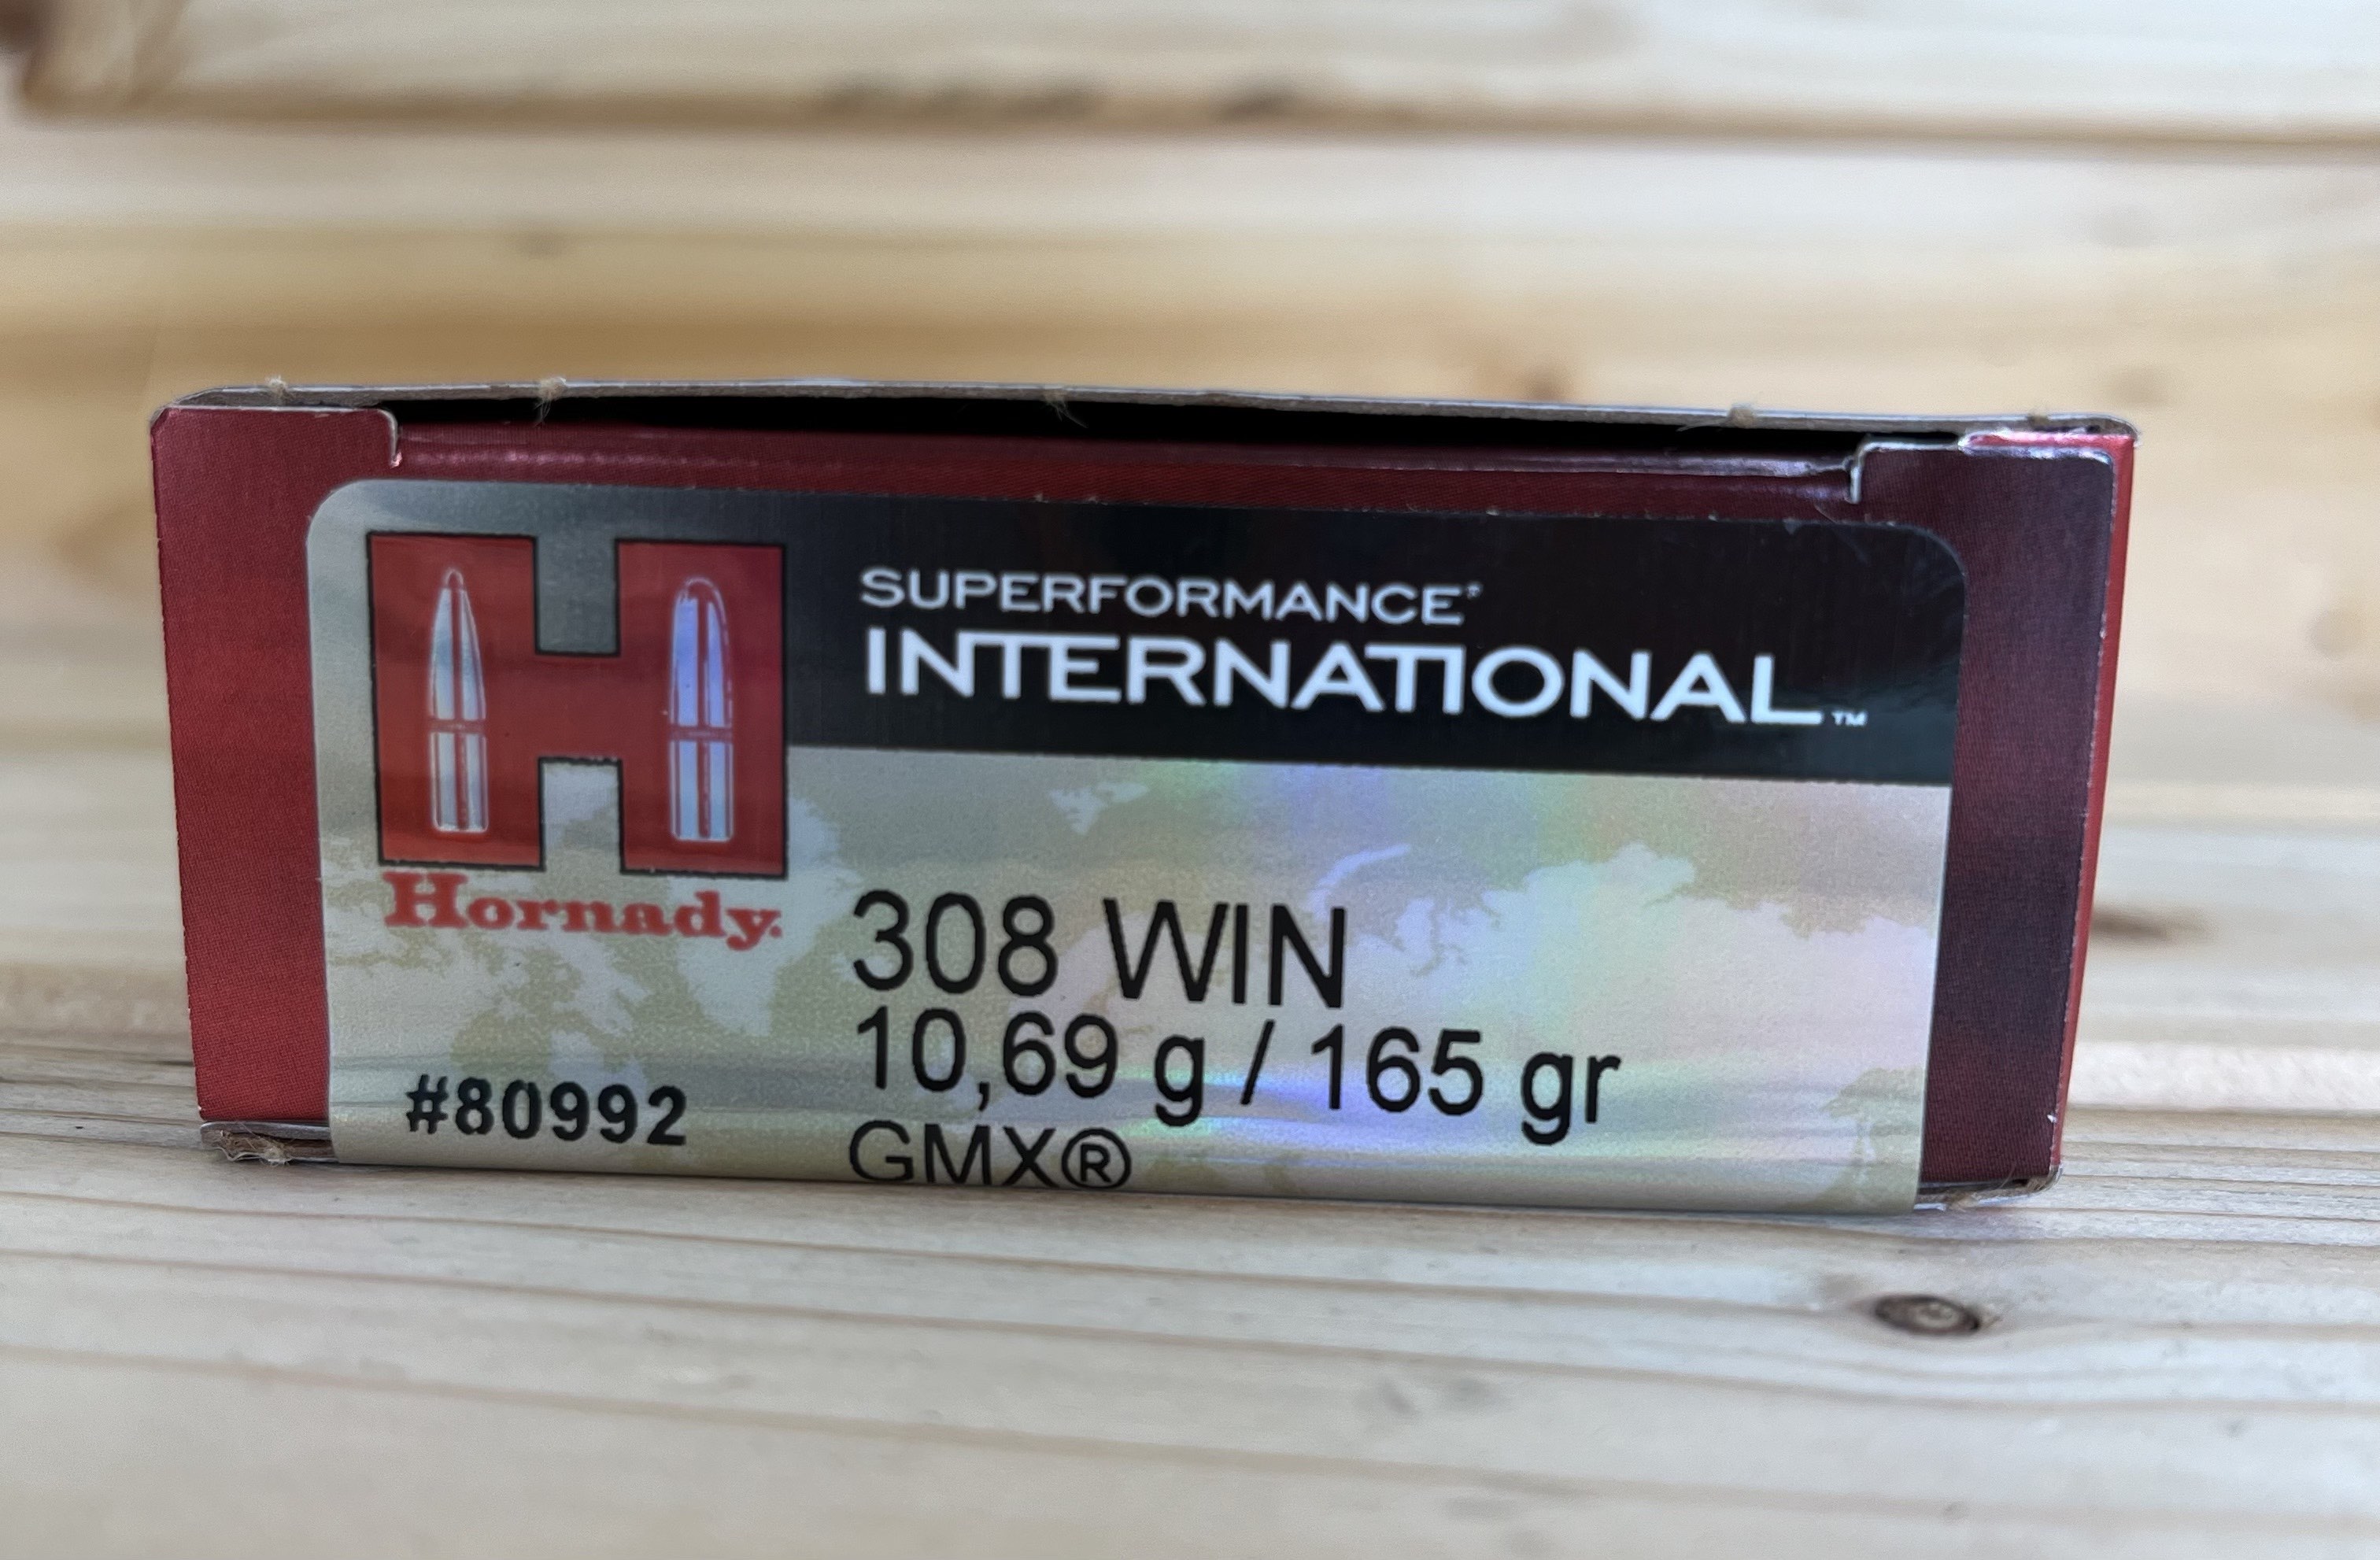 SUPERFORMANCE®
INTERNATIONAL™
Hornady®
308 WIN
10,69 g / 165 gr
GMX®
#80992